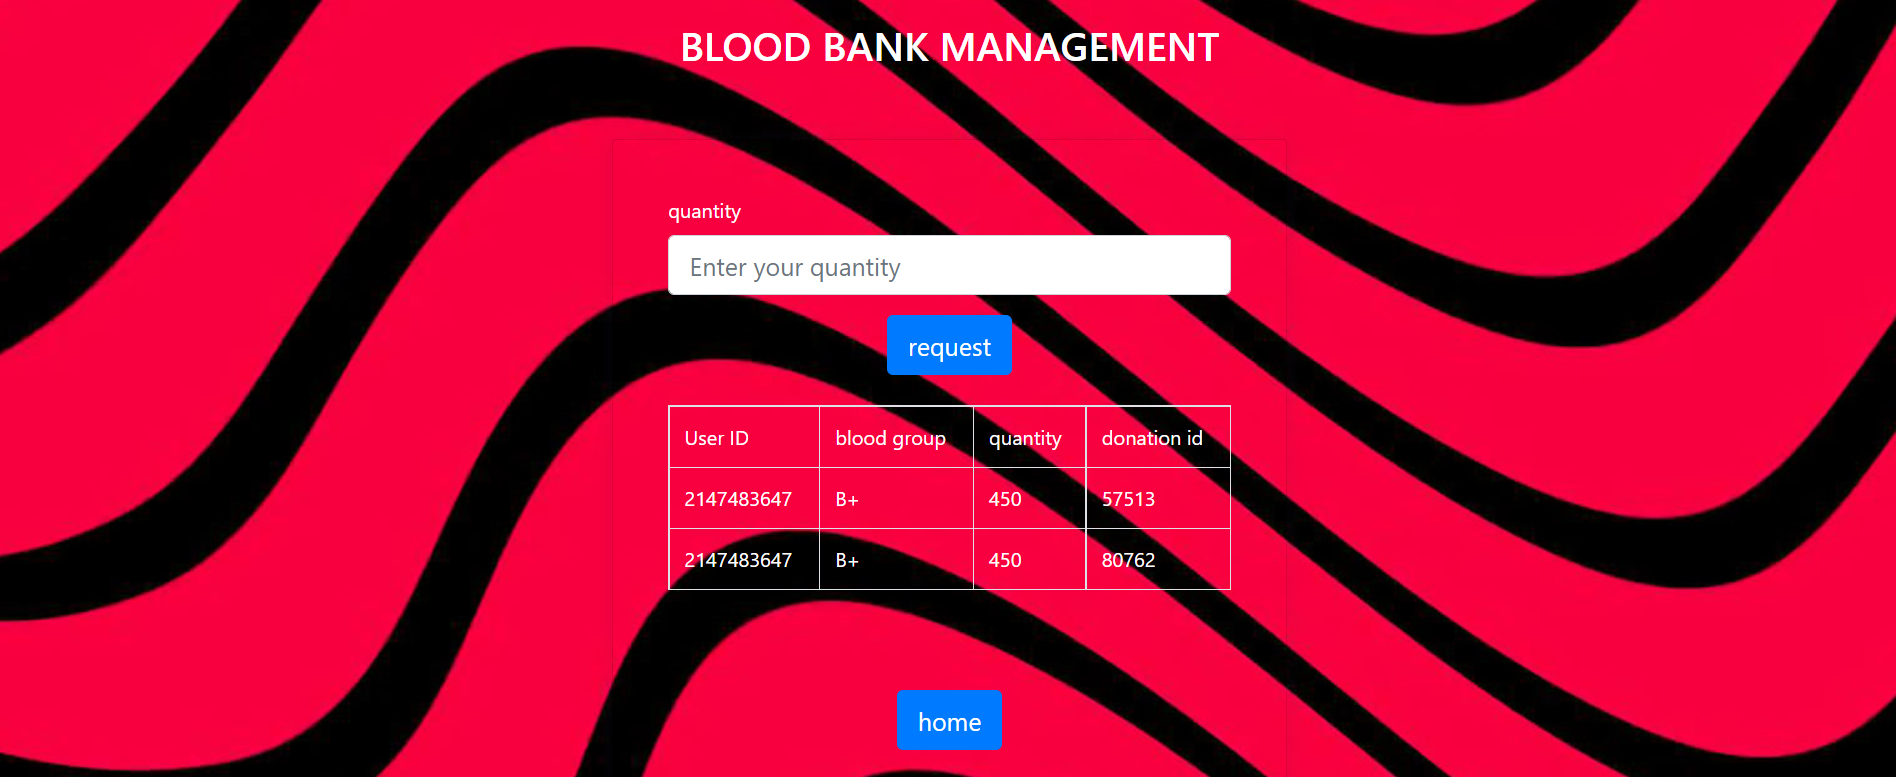 BLOOD BANK MANAGEMENT
quantity
Enter your quantity
request
User ID blood group quantity donation id
2147483647 B+ 450 57513
2147483647 B+ 450 80762
home